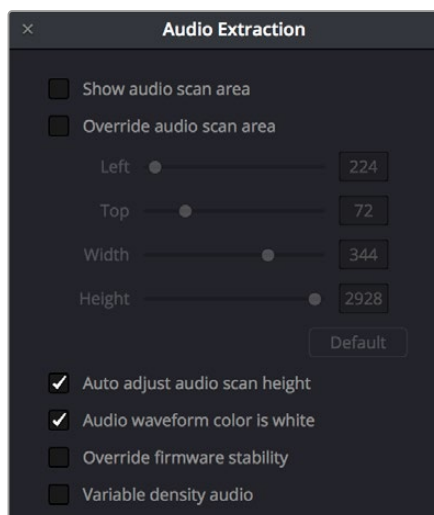 Audio Extraction
Show audio scan area
Override audio scan area
Left 224
Top 72
Width 344
Height 2928
Default
Auto adjust audio scan height
Audio waveform color is white
Override firmware stability
Variable density audio